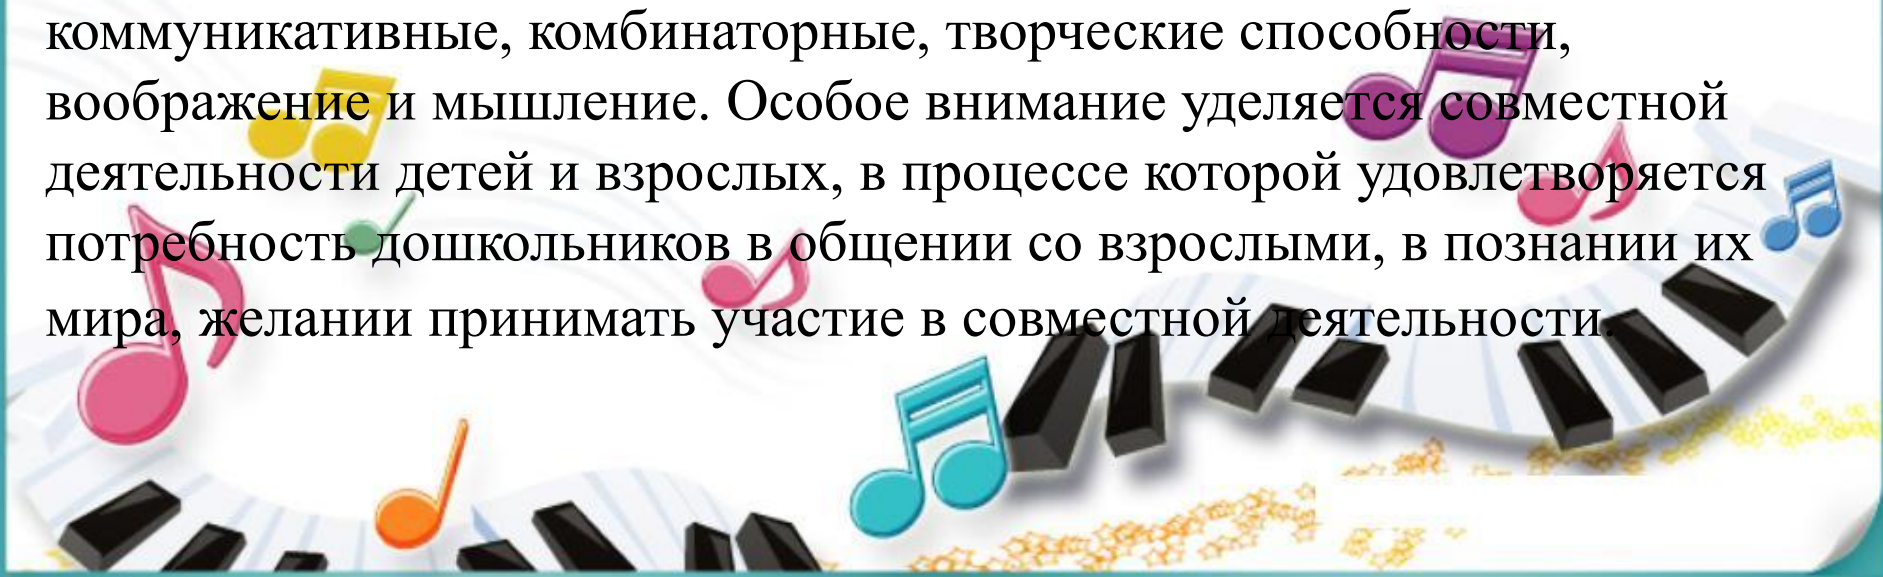 коммуникативные, комбинаторные, творческие способности,
воображение и мышление. Особое внимание уделяется совместной
деятельности детей и взрослых, в процессе которой удовлетворяется
потребность дошкольников в общении со взрослыми, в познании их
мира, желании принимать участие в совместной деятельности.